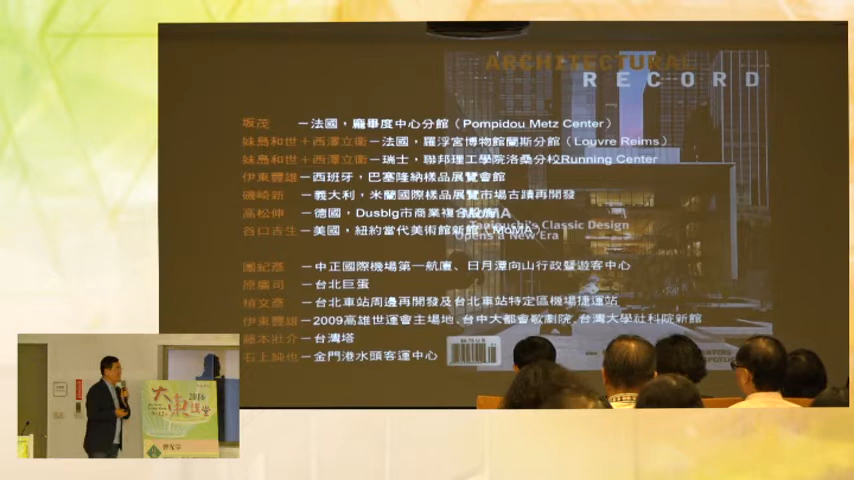 ARCHITECTURAL
RECORD
坂茂 －法國，龐畢度中心分館（Pompidou Metz Center）
妹島和世＋西澤立衛－法國，羅浮宮博物館蘭斯分館（Louvre Reims）
妹島和世＋西澤立衛－瑞士，聯邦理工學院洛桑分校Running Center
伊東豐雄－西班牙，巴塞隆納樣品展覽會館
磯崎新 －義大利，米蘭國際樣品展覽市場古蹟再開發
高松伸 －德國，Dusblg市商業複合設施
谷口吉生－美國，紐約當代美術館新館（MoMA）
MoMA
Taniguchi's Classic Design
Opens a New Era
團紀彥 －中正國際機場第一航廈、日月潭向山行政暨遊客中心
原廣司 －台北巨蛋
槙文彥 －台北車站周邊再開發及台北車站特定區機場捷運站
伊東豐雄－2009高雄世運會主場地、台中大都會歌劇院、台灣大學社科院新館
藤本壯介－台灣塔
石上純也－金門港水頭客運中心
2016